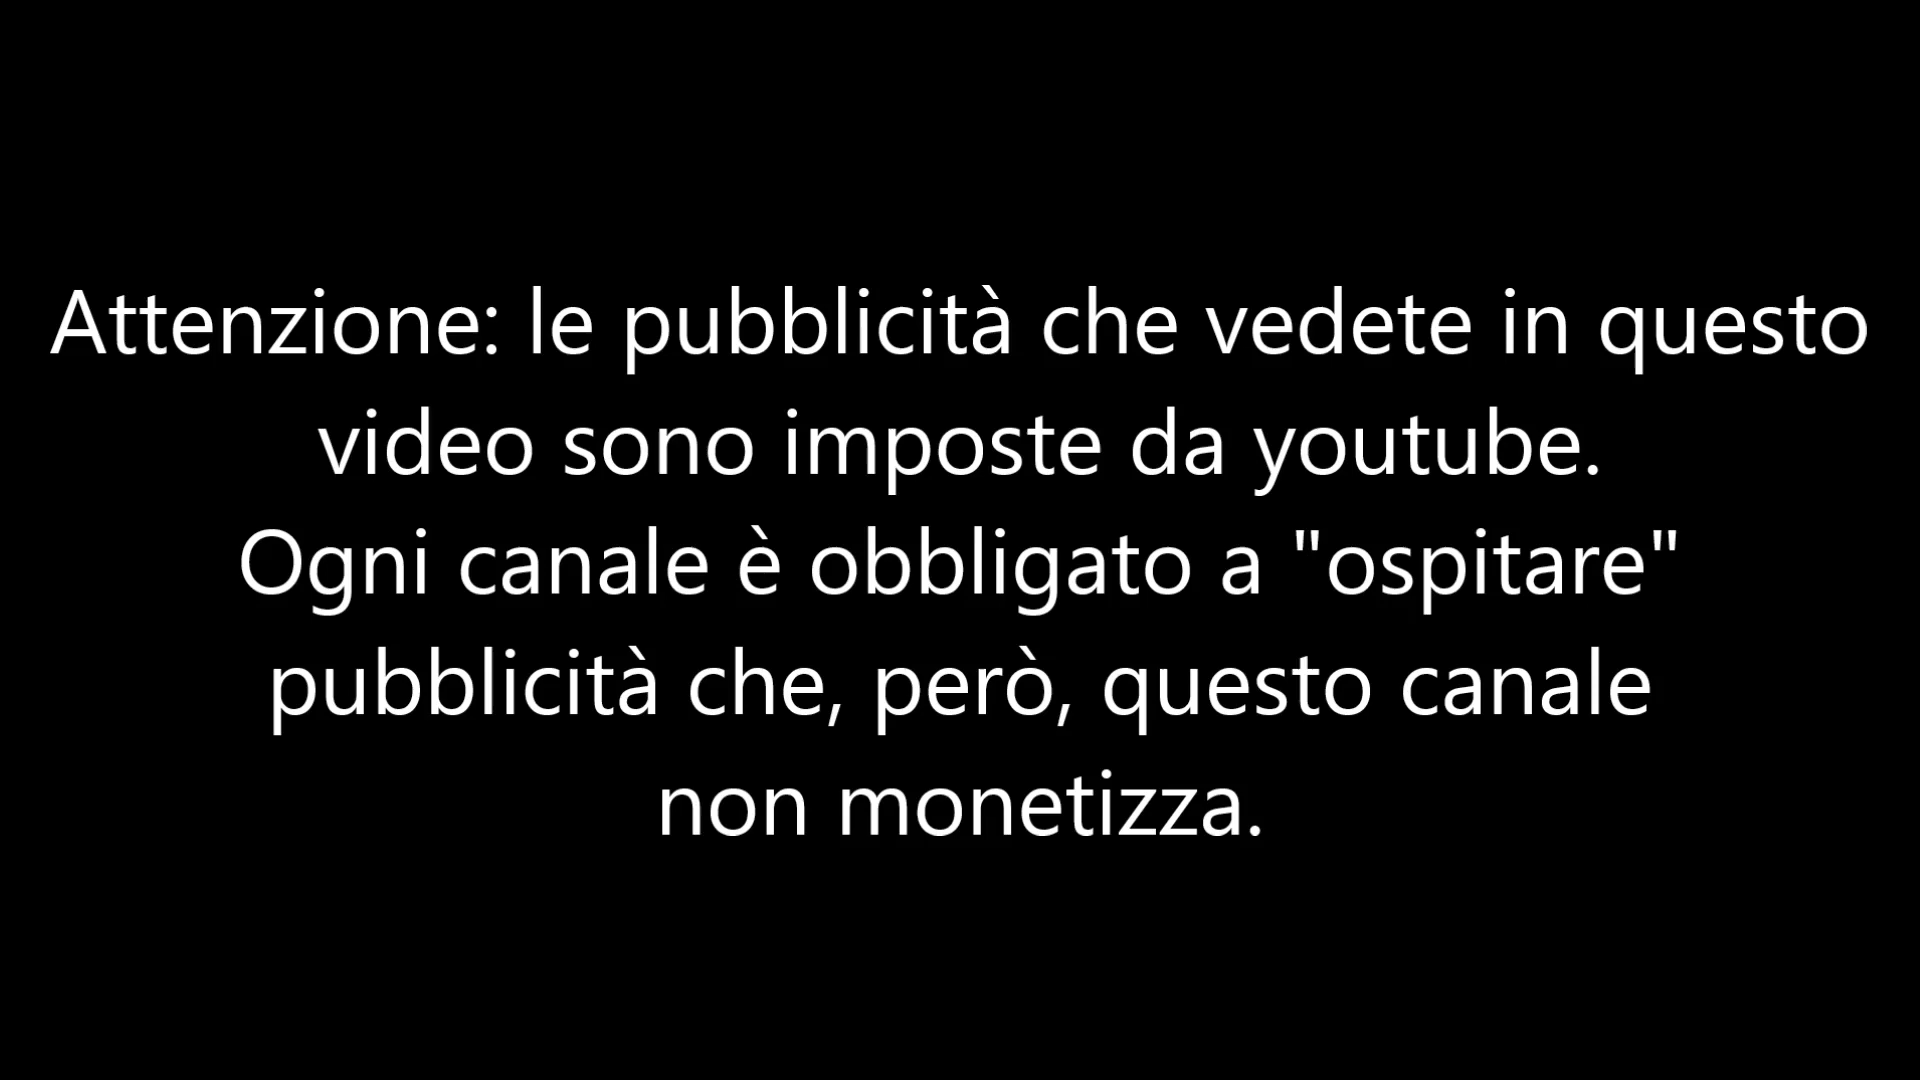 Attenzione: le pubblicità che vedete in questo
video sono imposte da youtube.
Ogni canale è obbligato a "ospitare"
pubblicità che, però, questo canale
non monetizza.